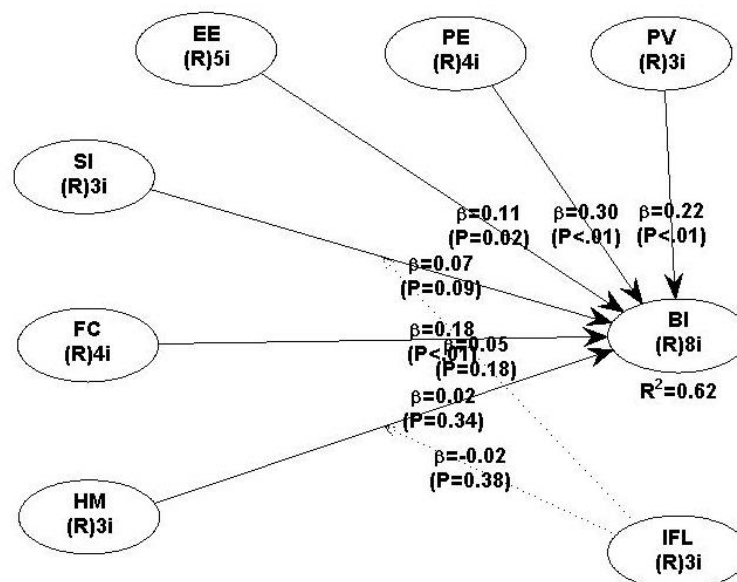 EE
(R)5i
PE
(R)4i
PV
(R)3i
SI
(R)3i
β=0.11
(P=0.02)
β=0.30
(P<.01)
β=0.22
(P<.01)
β=0.07
(P=0.09)
FC
(R)4i
β=0.18
(P<.01)
β=0.05
(P=0.18)
BI
(R)8i
R²=0.62
β=0.02
(P=0.34)
β=-0.02
(P=0.38)
HM
(R)3i
IFL
(R)3i